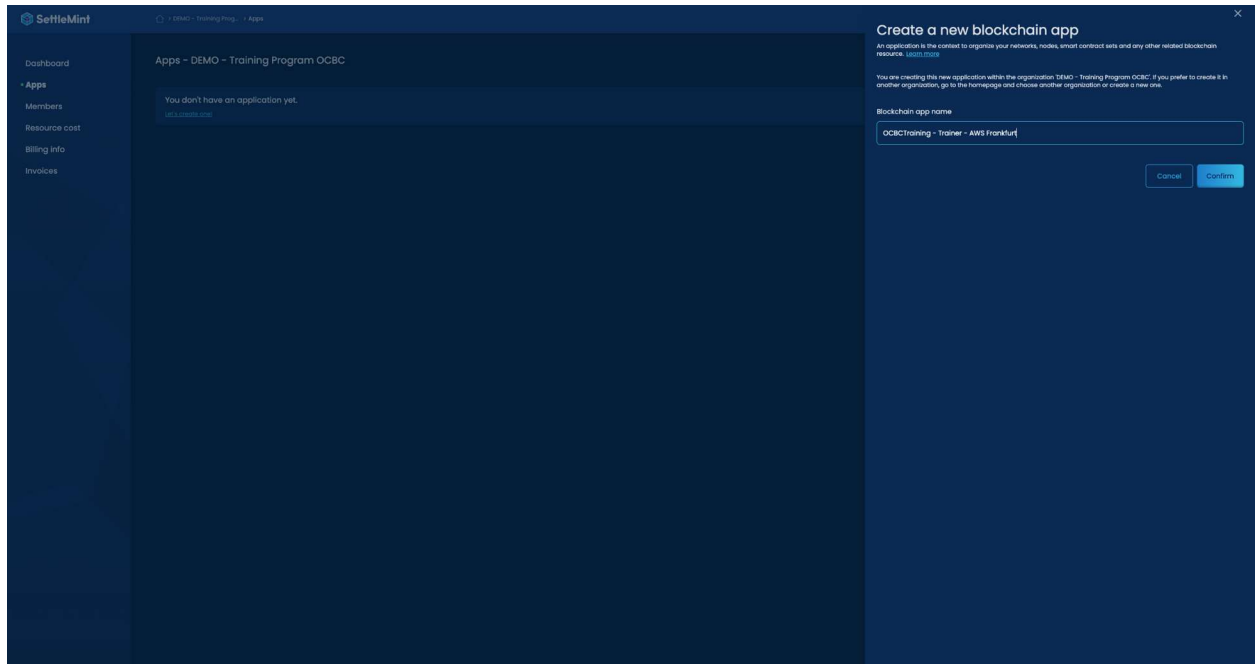 SettleMint
> DEMO - Training Prog... > Apps
Dashboard
Apps
Members
Resource cost
Billing info
Invoices
Apps - DEMO - Training Program OCBC
You don't have an application yet.
Let's create one
Create a new blockchain app
An application is the context to organize your networks, nodes, smart contract sets and any other related blockchain
resource. Learn more
You are creating this new application within the organization 'DEMO - Training Program OCBC'. If you prefer to create it in
another organization, go to the homepage and choose another organization or create a new one.
Blockchain app name
OCBCTraining - Trainer - AWS Frankfurt
Cancel
Confirm